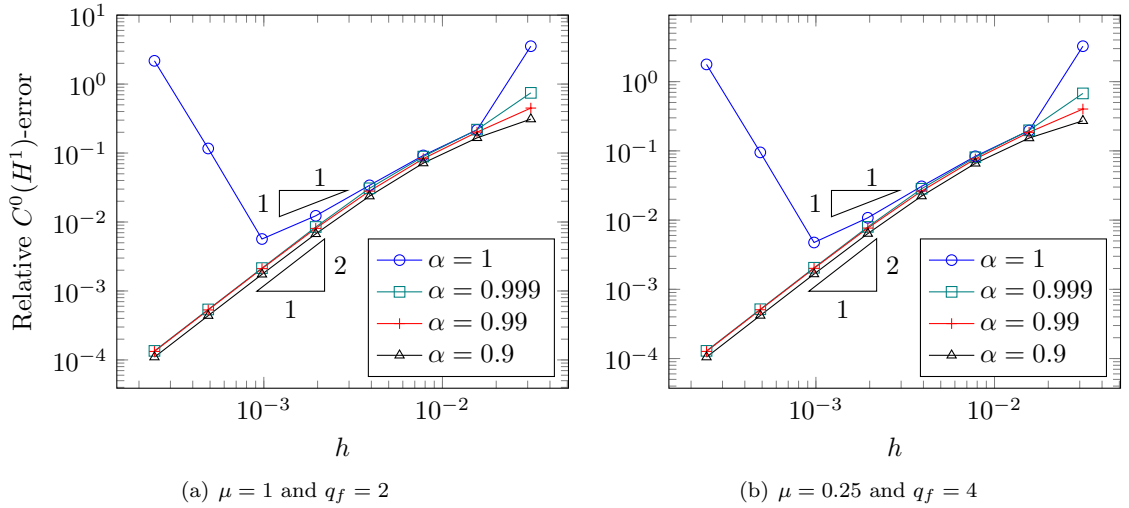 10^1
10^0
10^{-1}
10^{-2}
10^{-3}
10^{-4}
Relative C^0(H^1)-error
1
1
2
1
α = 1
α = 0.999
α = 0.99
α = 0.9
10^{-3}
10^{-2}
h
(a) μ = 1 and q_f = 2
10^1
10^0
10^{-1}
10^{-2}
10^{-3}
10^{-4}
1
1
2
1
α = 1
α = 0.999
α = 0.99
α = 0.9
10^{-3}
10^{-2}
h
(b) μ = 0.25 and q_f = 4